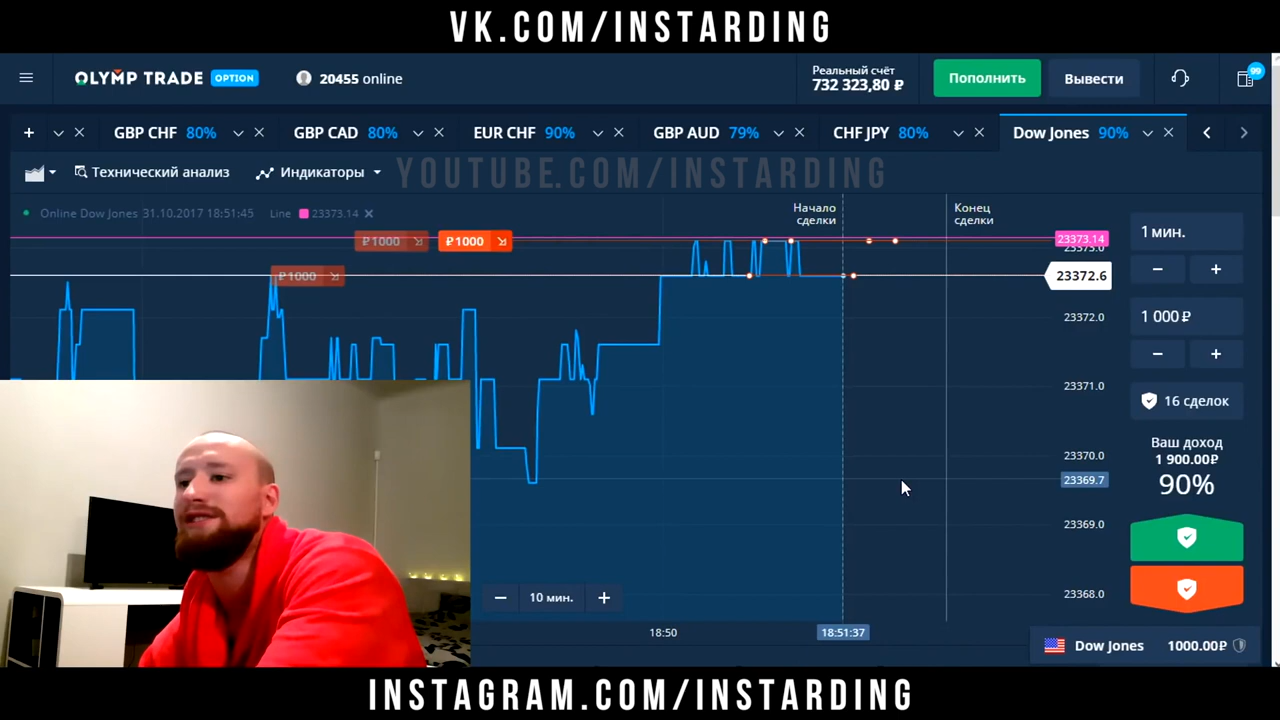 VK.COM/INSTARDING
OLYMP TRADE OPTION
20455 online
Реальный счёт
732 323,80 ₽
Пополнить
Вывести
99
+
GBP CHF 80%
GBP CAD 80%
EUR CHF 90%
GBP AUD 79%
CHF JPY 80%
Dow Jones 90%
Технический анализ
Индикаторы
YOUTUBE.COM/INSTARDING
Online Dow Jones 31.10.2017 18:51:45 Line 23373.14
Начало
сделки
Конец
сделки
₽1000
₽1000
₽1000
23373.14
23373.0
23372.6
23372.0
23371.0
23370.0
23369.7
23369.0
23368.0
1 мин.
− +
1 000 ₽
− +
16 сделок
Ваш доход
1 900.00₽
90%
− 10 мин. +
18:50
18:51:37
Dow Jones 1000.00₽
INSTAGRAM.COM/INSTARDING